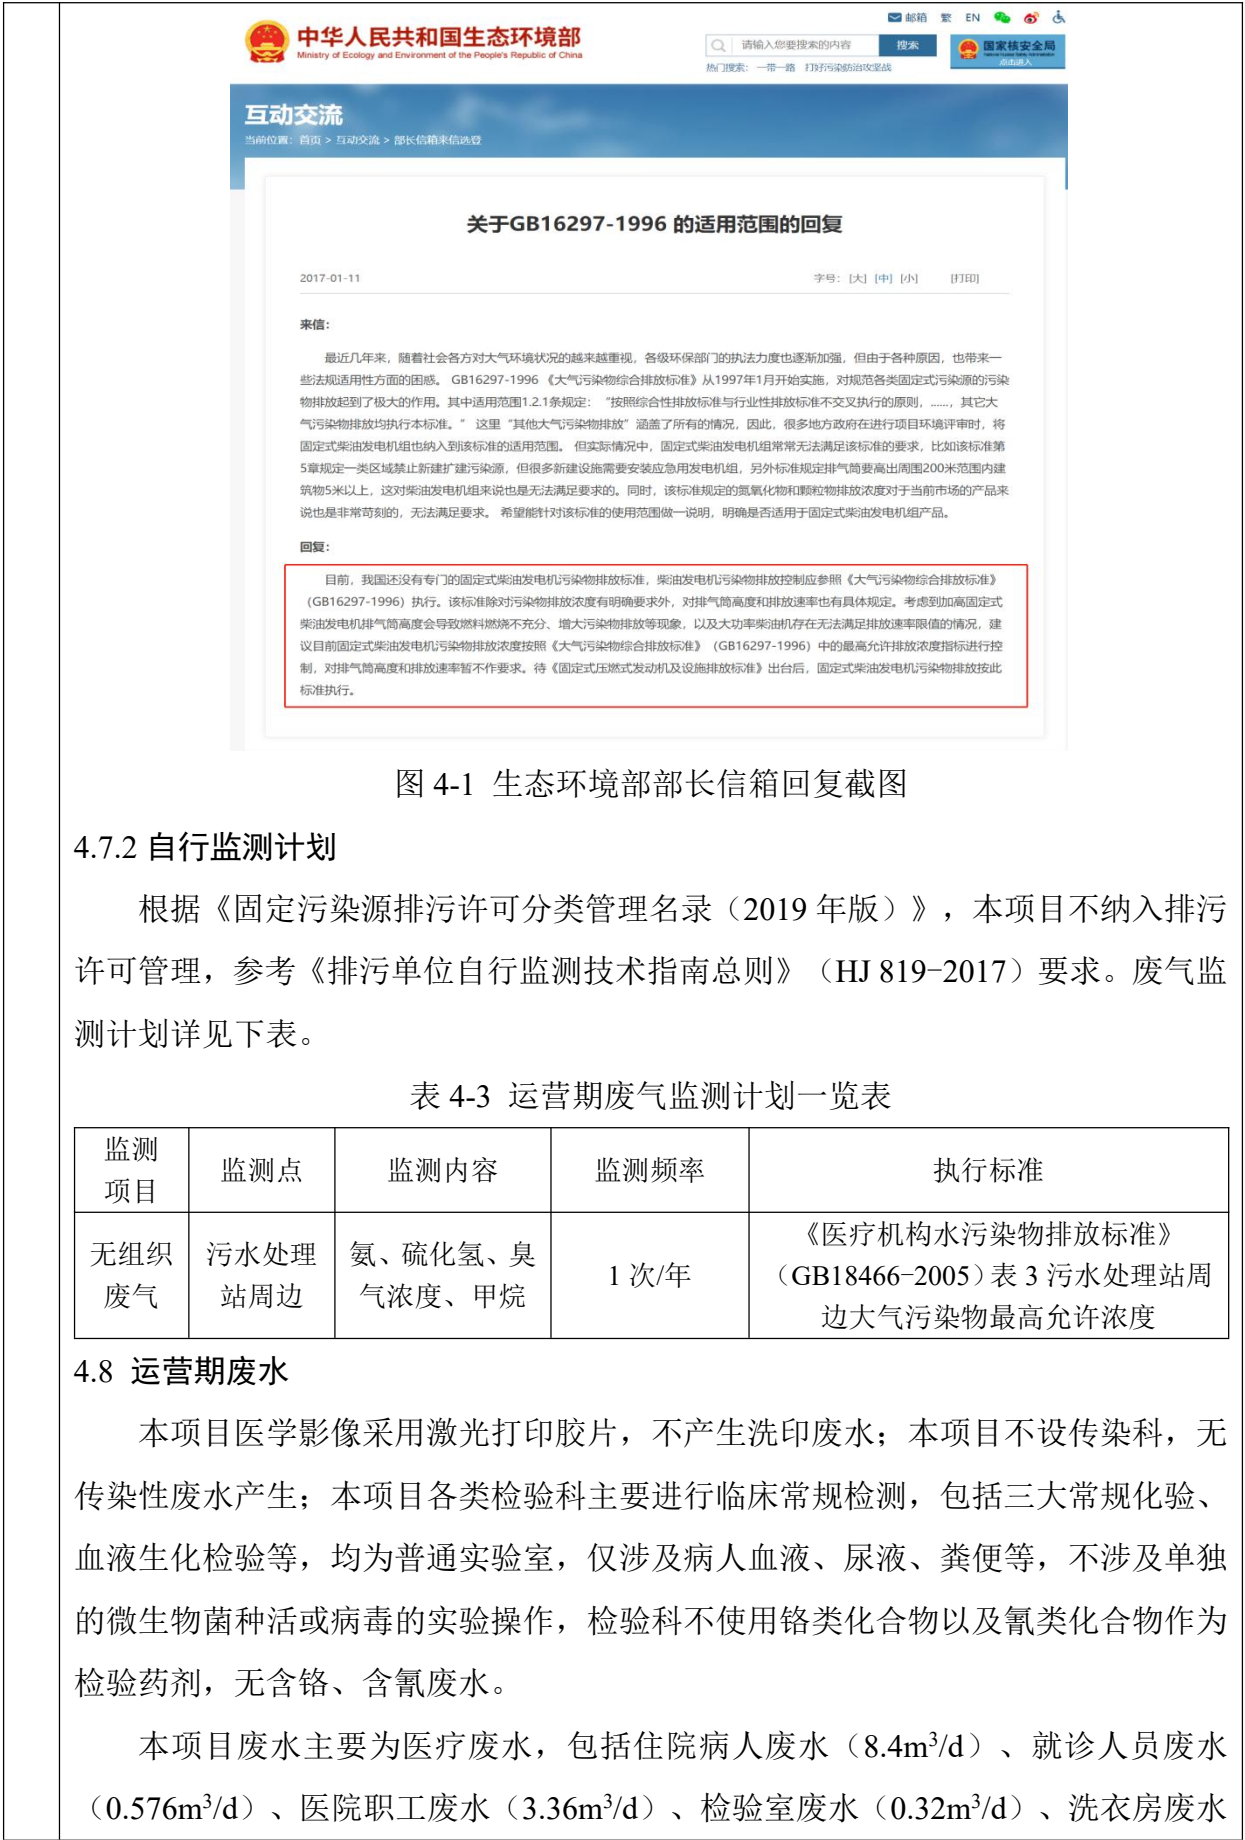 邮箱 繁 EN
中华人民共和国生态环境部
Ministry of Ecology and Environment of the People's Republic of China
请输入您要搜索的内容 搜索
国家核安全局
点击进入
热门搜索： 一带一路 打好污染防治攻坚战
互动交流
当前位置：首页 > 互动交流 > 部长信箱来信选登
关于GB16297-1996 的适用范围的回复
2017-01-11 字号：[大] [中] [小] [打印]
来信：
最近几年来，随着社会各方对大气环境状况的越来越重视，各级环保部门的执法力度也逐渐加强，但由于各种原因，也带来一
些法规适用性方面的困惑。 GB16297-1996 《大气污染物综合排放标准》从1997年1月开始实施，对规范各类固定式污染源的污染
物排放起到了极大的作用。其中适用范围1.2.1条规定： “按照综合性排放标准与行业性排放标准不交叉执行的原则，……，其它大
气污染物排放均执行本标准。” 这里“其他大气污染物排放”涵盖了所有的情况，因此，很多地方政府在进行项目环境评审时，将
固定式柴油发电机组也纳入到该标准的适用范围。 但实际情况中，固定式柴油发电机组常常无法满足该标准的要求，比如该标准第
5章规定一类区域禁止新建扩建污染源，但很多新建设施需要安装应急用发电机组，另外标准规定排气筒要高出周围200米范围内建
筑物5米以上，这对柴油发电机组来说也是无法满足要求的。同时，该标准规定的氮氧化物和颗粒物排放浓度对于当前市场的产品来
说也是非常苛刻的，无法满足要求。 希望能针对该标准的使用范围做一说明，明确是否适用于固定式柴油发电机组产品。
回复：
目前，我国还没有专门的固定式柴油发电机污染物排放标准，柴油发电机污染物排放控制应参照《大气污染物综合排放标准》
（GB16297-1996）执行。该标准除对污染物排放浓度有明确要求外，对排气筒高度和排放速率也有具体规定。考虑到加高固定式
柴油发电机排气筒高度会导致燃料燃烧不充分、增大污染物排放等现象，以及大功率柴油机存在无法满足排放速率限值的情况，建
议目前固定式柴油发电机污染物排放浓度按照《大气污染物综合排放标准》（GB16297-1996）中的最高允许排放浓度指标进行控
制，对排气筒高度和排放速率暂不作要求。待《固定式压燃式发动机及设施排放标准》出台后，固定式柴油发电机污染物排放按此
标准执行。
图 4-1 生态环境部部长信箱回复截图
4.7.2 自行监测计划
根据《固定污染源排污许可分类管理名录（2019 年版）》，本项目不纳入排污
许可管理，参考《排污单位自行监测技术指南总则》（HJ 819-2017）要求。废气监
测计划详见下表。
表 4-3 运营期废气监测计划一览表
监测
项目
监测点
监测内容
监测频率
执行标准
无组织
废气
污水处理
站周边
氨、硫化氢、臭
气浓度、甲烷
1 次/年
《医疗机构水污染物排放标准》
（GB18466-2005）表 3 污水处理站周
边大气污染物最高允许浓度
4.8 运营期废水
本项目医学影像采用激光打印胶片，不产生洗印废水；本项目不设传染科，无
传染性废水产生；本项目各类检验科主要进行临床常规检测，包括三大常规化验、
血液生化检验等，均为普通实验室，仅涉及病人血液、尿液、粪便等，不涉及单独
的微生物菌种活或病毒的实验操作，检验科不使用铬类化合物以及氰类化合物作为
检验药剂，无含铬、含氰废水。
本项目废水主要为医疗废水，包括住院病人废水（8.4m³/d）、就诊人员废水
（0.576m³/d）、医院职工废水（3.36m³/d）、检验室废水（0.32m³/d）、洗衣房废水